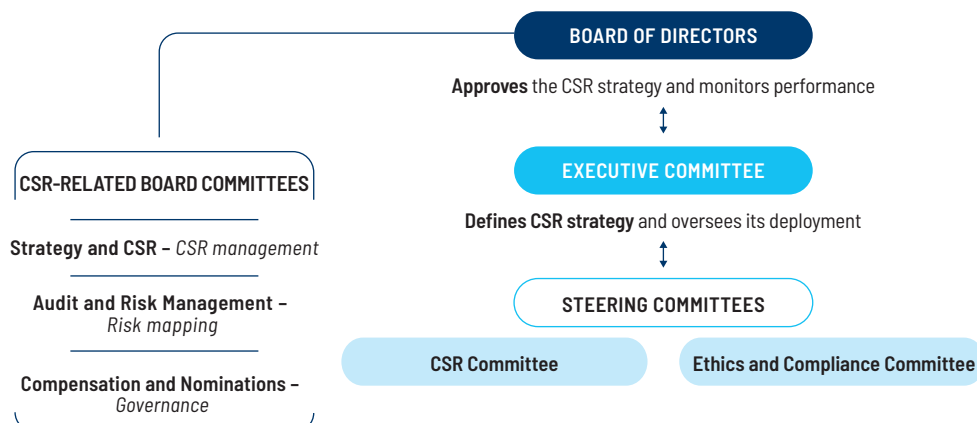 BOARD OF DIRECTORS
Approves the CSR strategy and monitors performance
EXECUTIVE COMMITTEE
Defines CSR strategy and oversees its deployment
STEERING COMMITTEES
CSR Committee
Ethics and Compliance Committee
CSR-RELATED BOARD COMMITTEES
Strategy and CSR – CSR management
Audit and Risk Management –
Risk mapping
Compensation and Nominations –
Governance